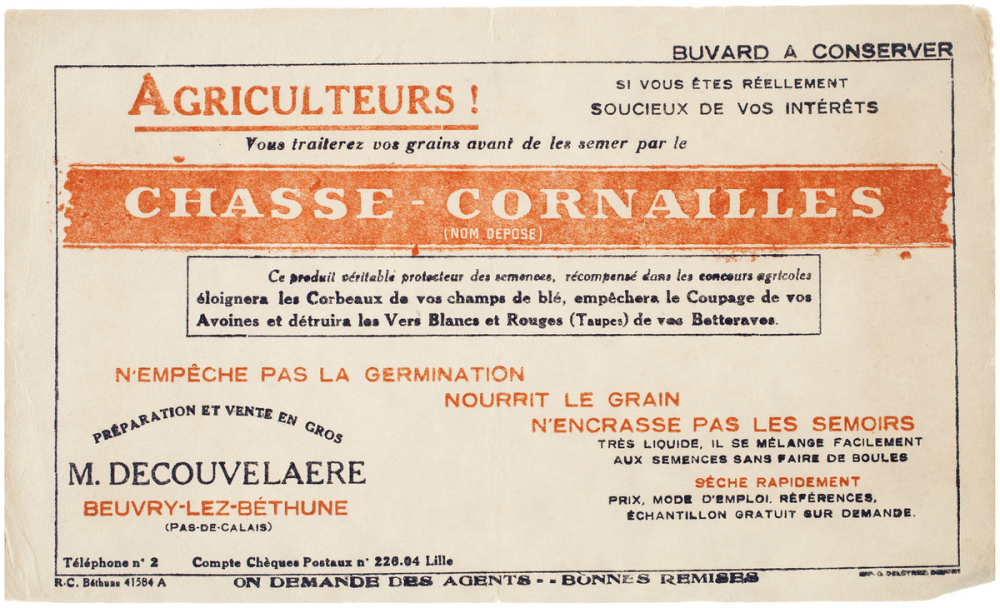 BUVARD A CONSERVER
AGRICULTEURS !
SI VOUS ÊTES RÉELLEMENT
SOUCIEUX DE VOS INTÉRÊTS
Vous traiterez vos grains avant de les semer par le
CHASSE - CORNAILLES
(NOM DEPOSE)
Ce produit véritable protecteur des semences, récompensé dans les concours agricoles
éloignera les Corbeaux de vos champs de blé, empêchera le Coupage de vos
Avoines et détruira les Vers Blancs et Rouges (Taupes) de vos Betteraves.
N'EMPÊCHE PAS LA GERMINATION
NOURRIT LE GRAIN
N'ENCRASSE PAS LES SEMOIRS
TRÈS LIQUIDE, IL SE MÉLANGE FACILEMENT
AUX SEMENCES SANS FAIRE DE BOULES
SÈCHE RAPIDEMENT
PRIX, MODE D'EMPLOI, RÉFÉRENCES,
ÉCHANTILLON GRATUIT SUR DEMANDE.
PRÉPARATION ET VENTE EN GROS
M. DECOUVELAERE
BEUVRY-LEZ-BÉTHUNE
(PAS-DE-CALAIS)
Téléphone n° 2 Compte Chèques Postaux n° 226.04 Lille
R.C. Béthune 41584 A
ON DEMANDE DES AGENTS - - BONNES REMISES